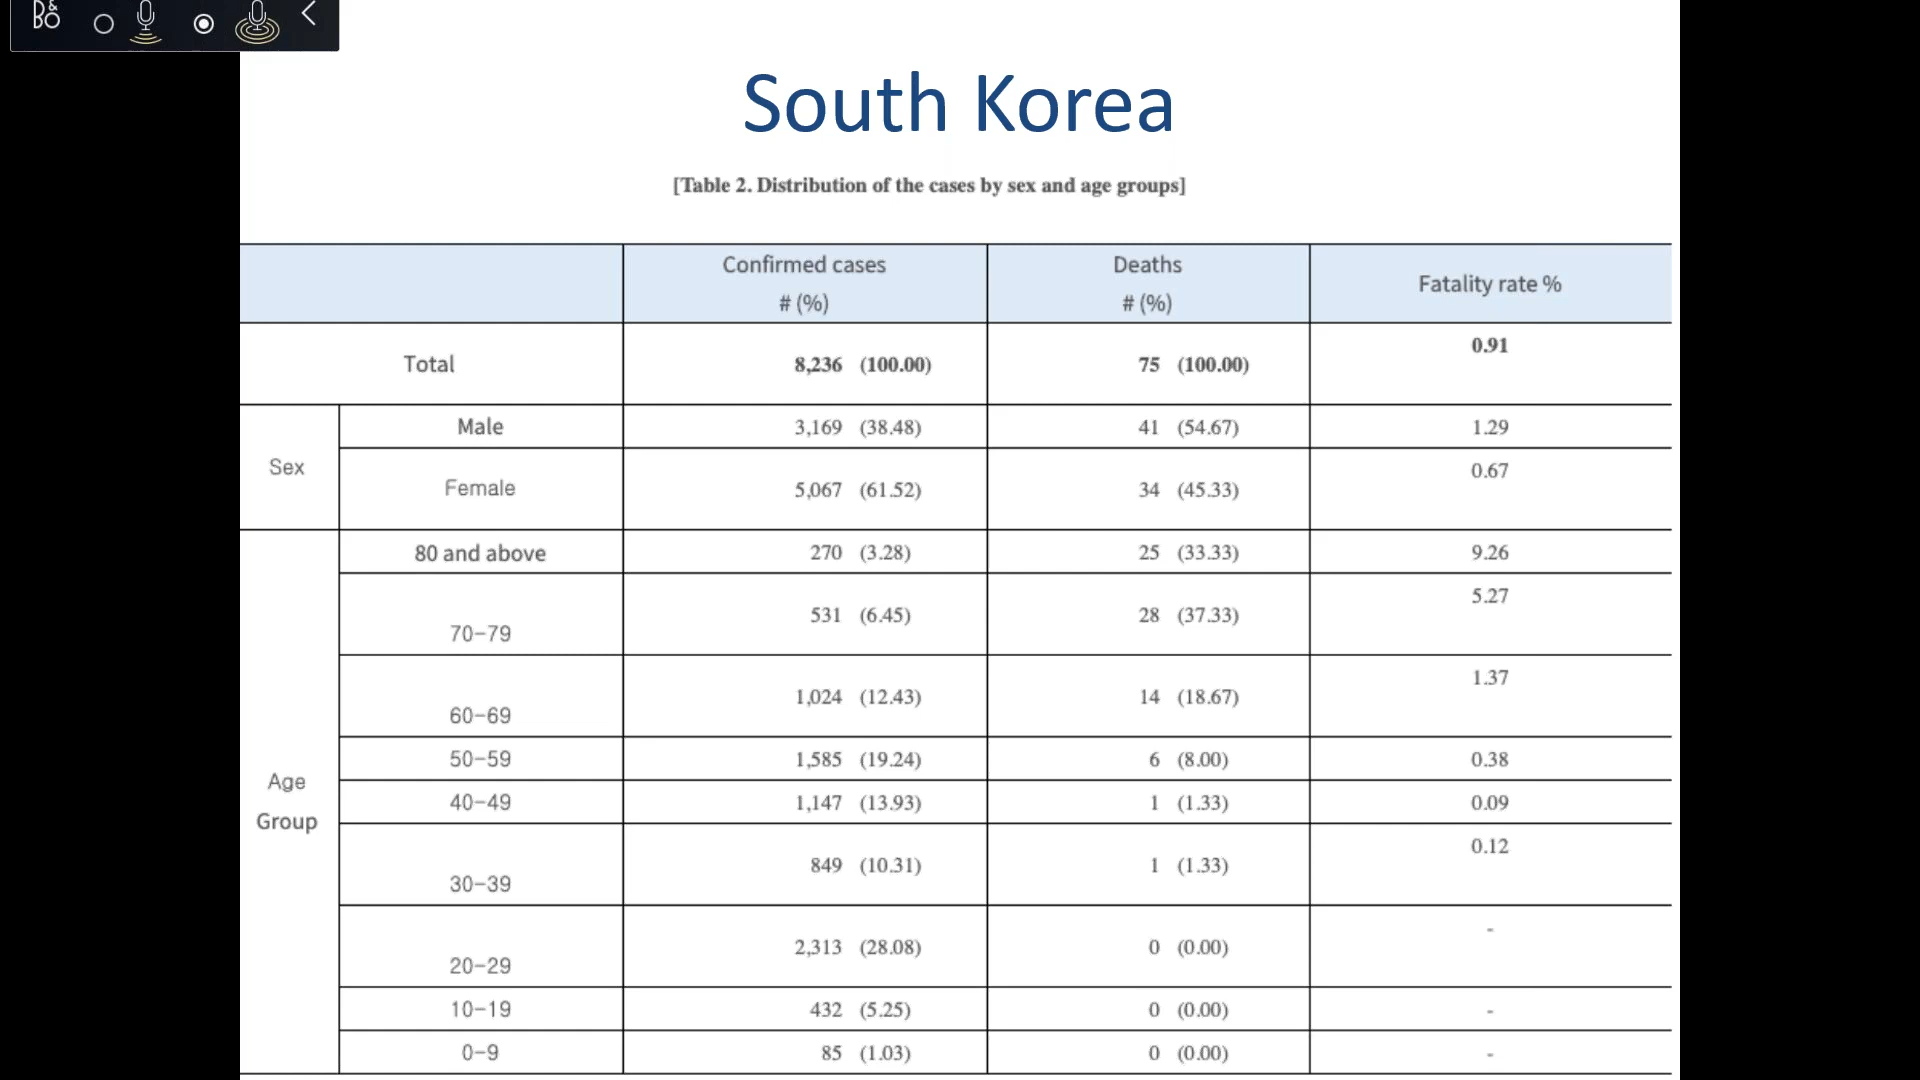 B&O
South Korea
[Table 2. Distribution of the cases by sex and age groups]
Confirmed cases # (%) Deaths # (%) Fatality rate %
Total 8,236 (100.00) 75 (100.00) 0.91
Sex
Male 3,169 (38.48) 41 (54.67) 1.29
Female 5,067 (61.52) 34 (45.33) 0.67
Age Group
80 and above 270 (3.28) 25 (33.33) 9.26
70-79 531 (6.45) 28 (37.33) 5.27
60-69 1,024 (12.43) 14 (18.67) 1.37
50-59 1,585 (19.24) 6 (8.00) 0.38
40-49 1,147 (13.93) 1 (1.33) 0.09
30-39 849 (10.31) 1 (1.33) 0.12
20-29 2,313 (28.08) 0 (0.00) -
10-19 432 (5.25) 0 (0.00) -
0-9 85 (1.03) 0 (0.00) -